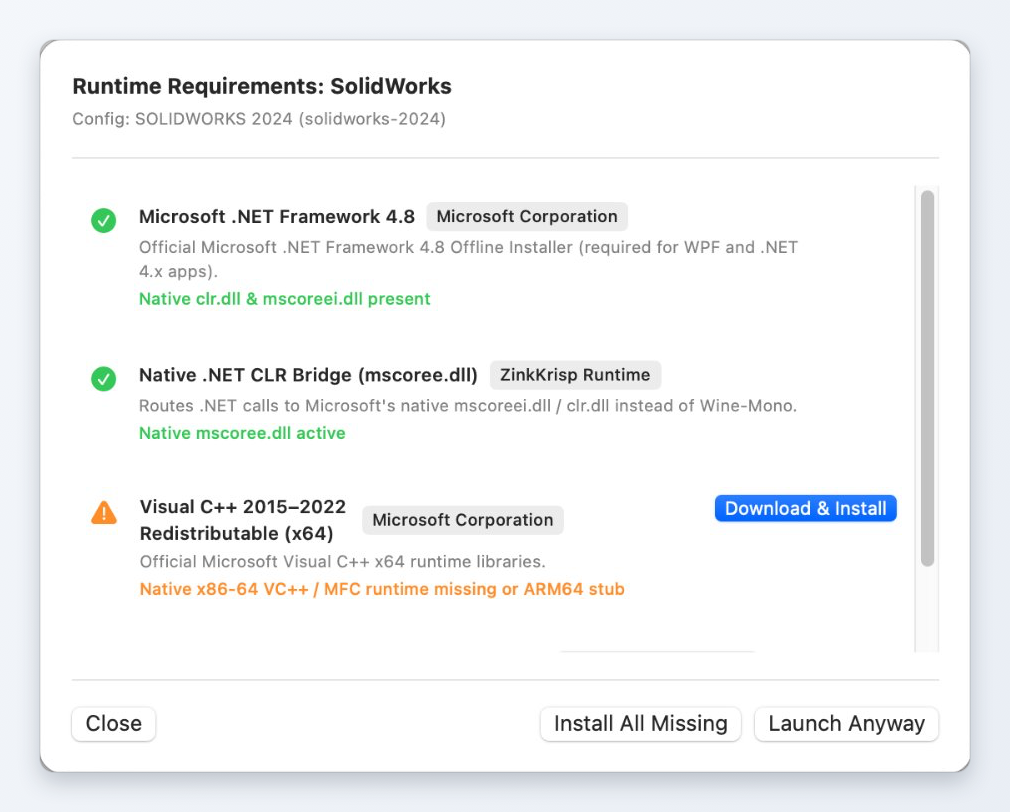 Runtime Requirements: SolidWorks
Config: SOLIDWORKS 2024 (solidworks-2024)
Microsoft .NET Framework 4.8 Microsoft Corporation
Official Microsoft .NET Framework 4.8 Offline Installer (required for WPF and .NET
4.x apps).
Native clr.dll & mscoreei.dll present
Native .NET CLR Bridge (mscoree.dll) ZinkKrisp Runtime
Routes .NET calls to Microsoft's native mscoreei.dll / clr.dll instead of Wine-Mono.
Native mscoree.dll active
Visual C++ 2015–2022
Redistributable (x64)
Microsoft Corporation
Download & Install
Official Microsoft Visual C++ x64 runtime libraries.
Native x86-64 VC++ / MFC runtime missing or ARM64 stub
Close
Install All Missing
Launch Anyway